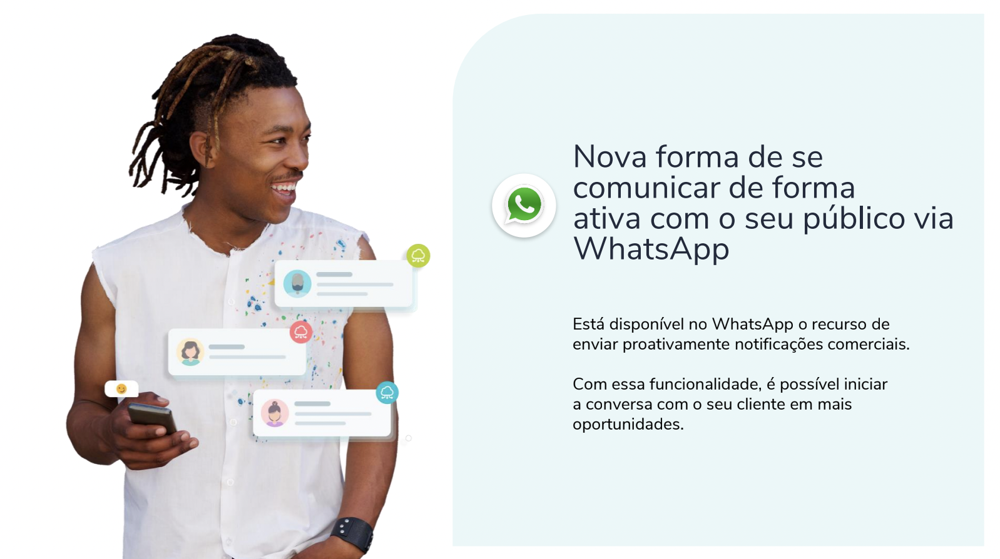 Nova forma de se
comunicar de forma
ativa com o seu público via
WhatsApp
Está disponível no WhatsApp o recurso de
enviar proativamente notificações comerciais.
Com essa funcionalidade, é possível iniciar
a conversa com o seu cliente em mais
oportunidades.